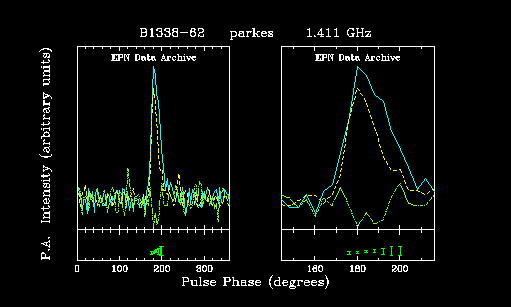 B1338-62 parkes 1.411 GHz
EPN Data Archive EPN Data Archive
P.A. Intensity (arbitrary units)
0 100 200 300 160 180 200
Pulse Phase (degrees)